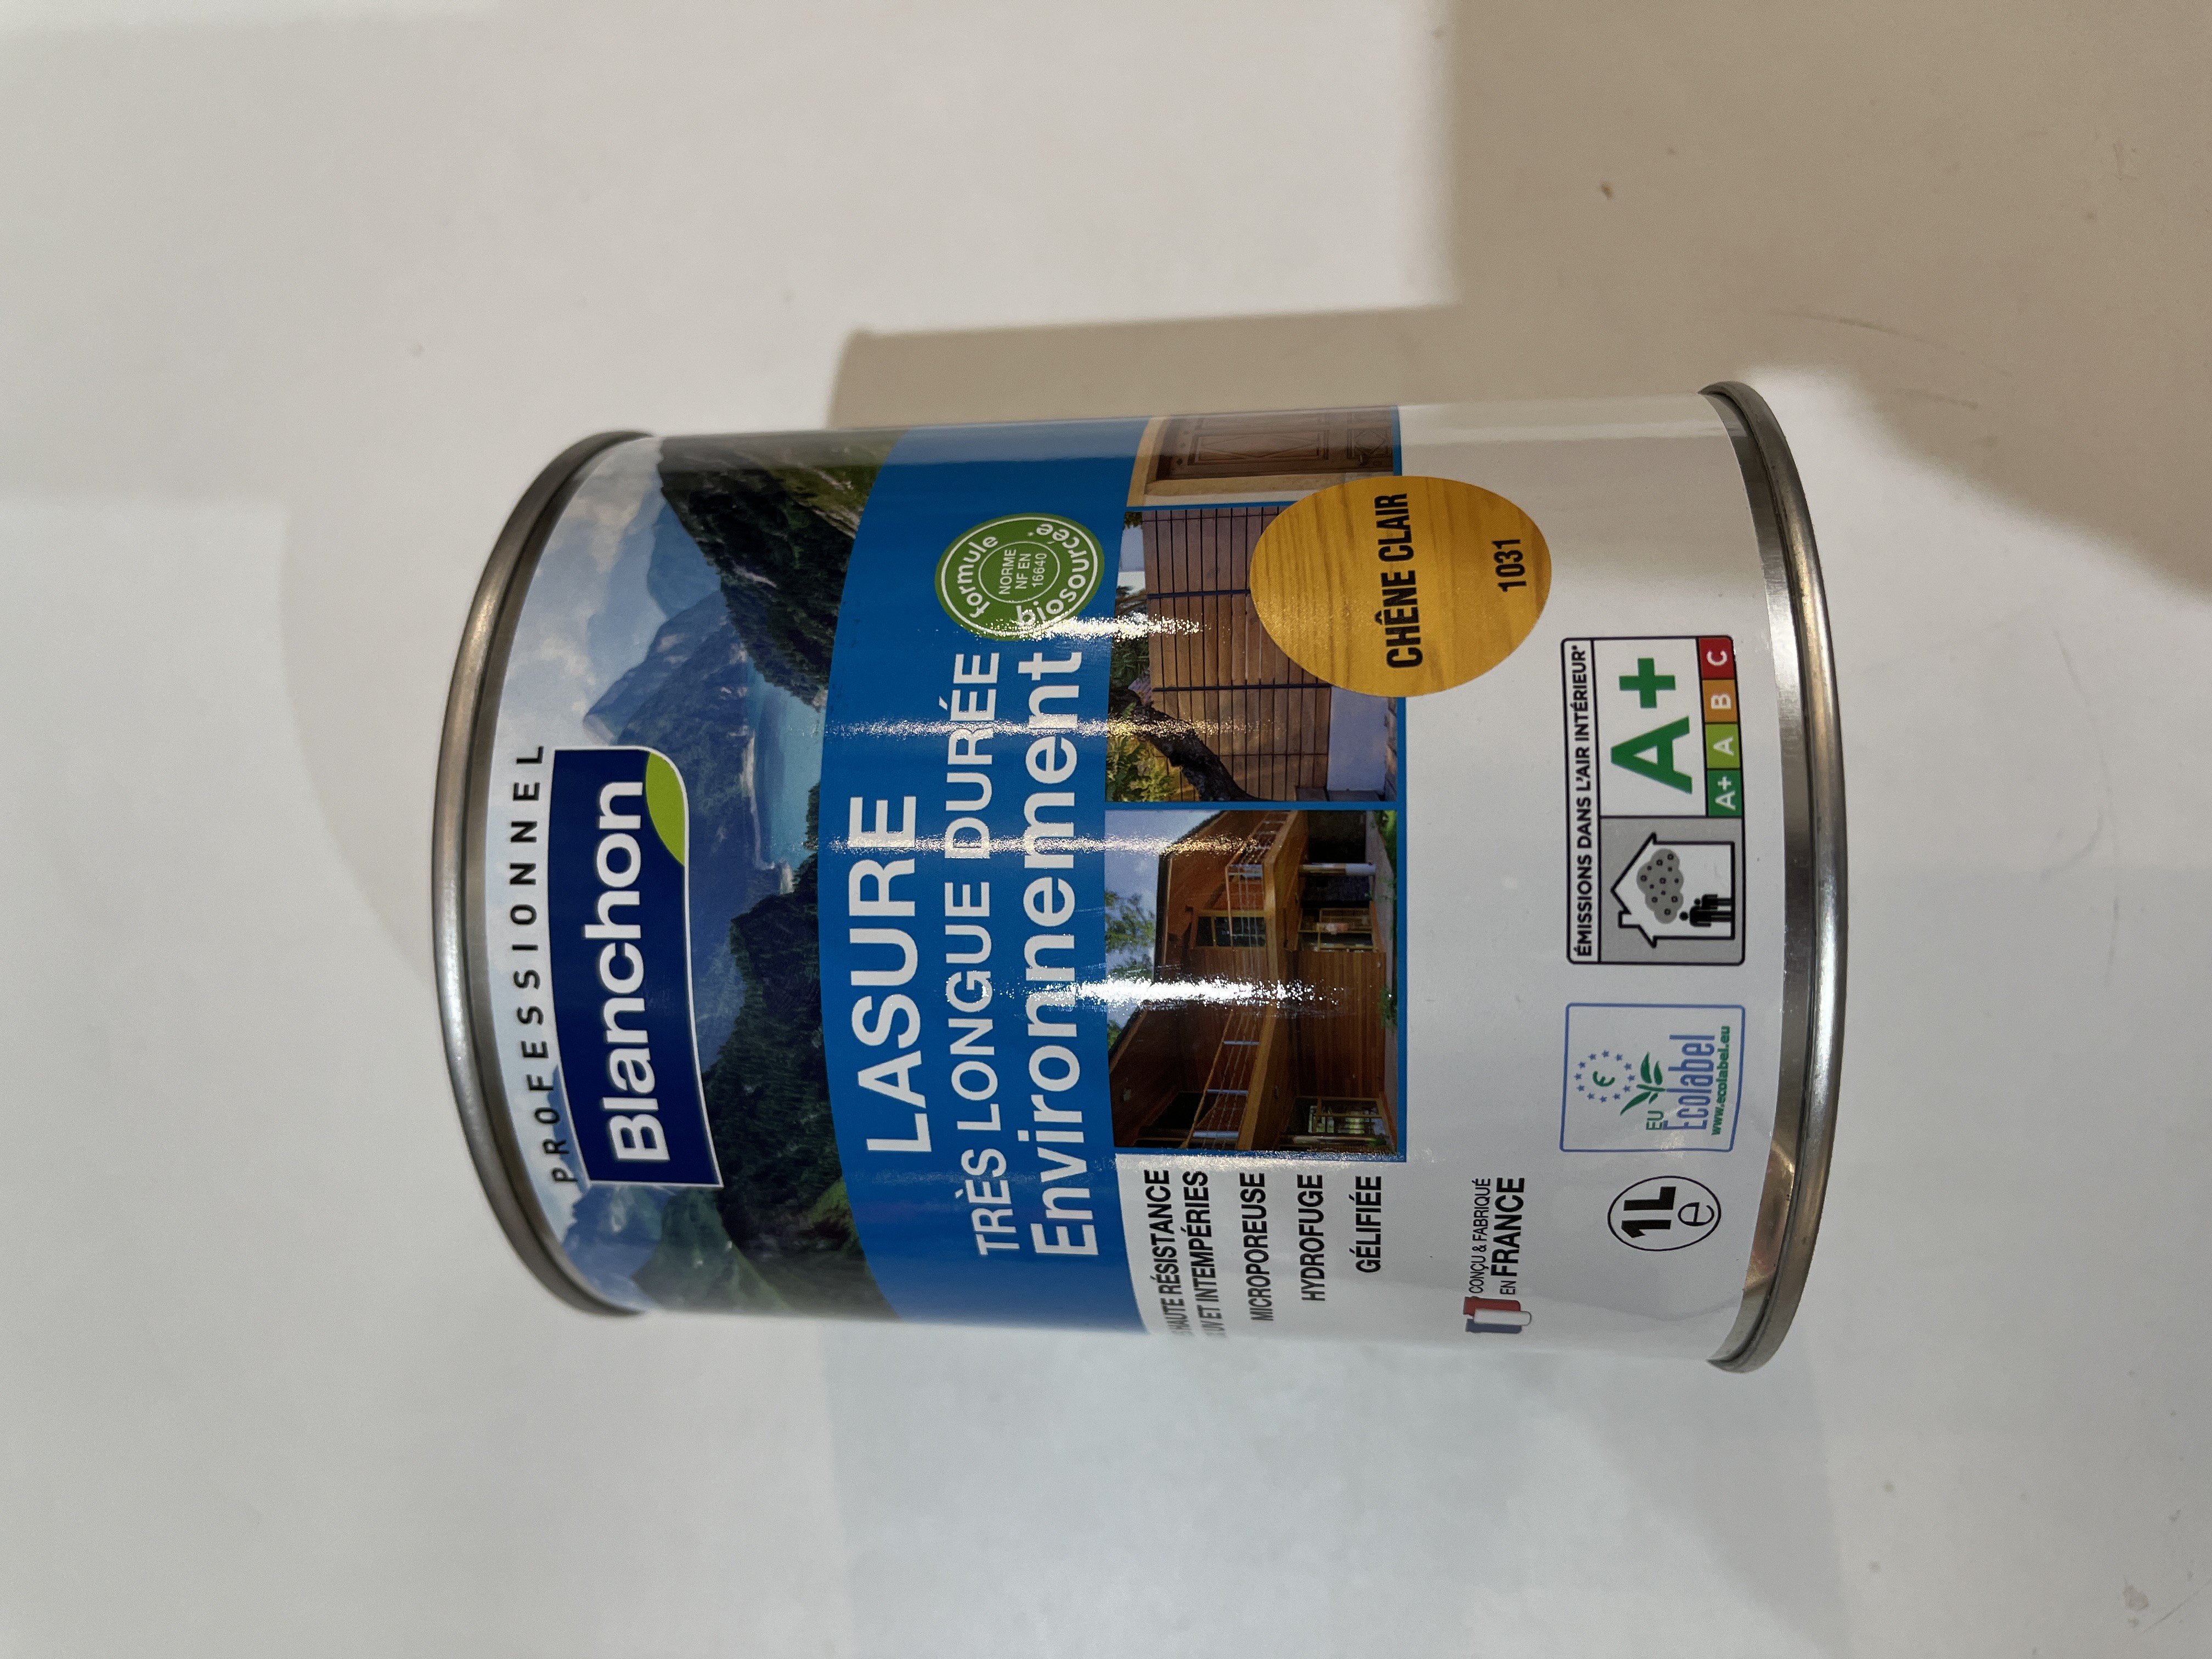 PROFESSIONNEL
Blanchon
LASURE
TRÈS LONGUE DURÉE
Environnement
formule
NORME
NF EN
16640
biosourcée
HAUTE RÉSISTANCE
UV ET INTEMPÉRIES
MICROPOREUSE
HYDROFUGE
GÉLIFIÉE
CHÊNE CLAIR
1031
CONÇU & FABRIQUÉ
EN FRANCE
1L
e
EU
Ecolabel
www.ecolabel.eu
ÉMISSIONS DANS L'AIR INTÉRIEUR*
A+
A+ A B C